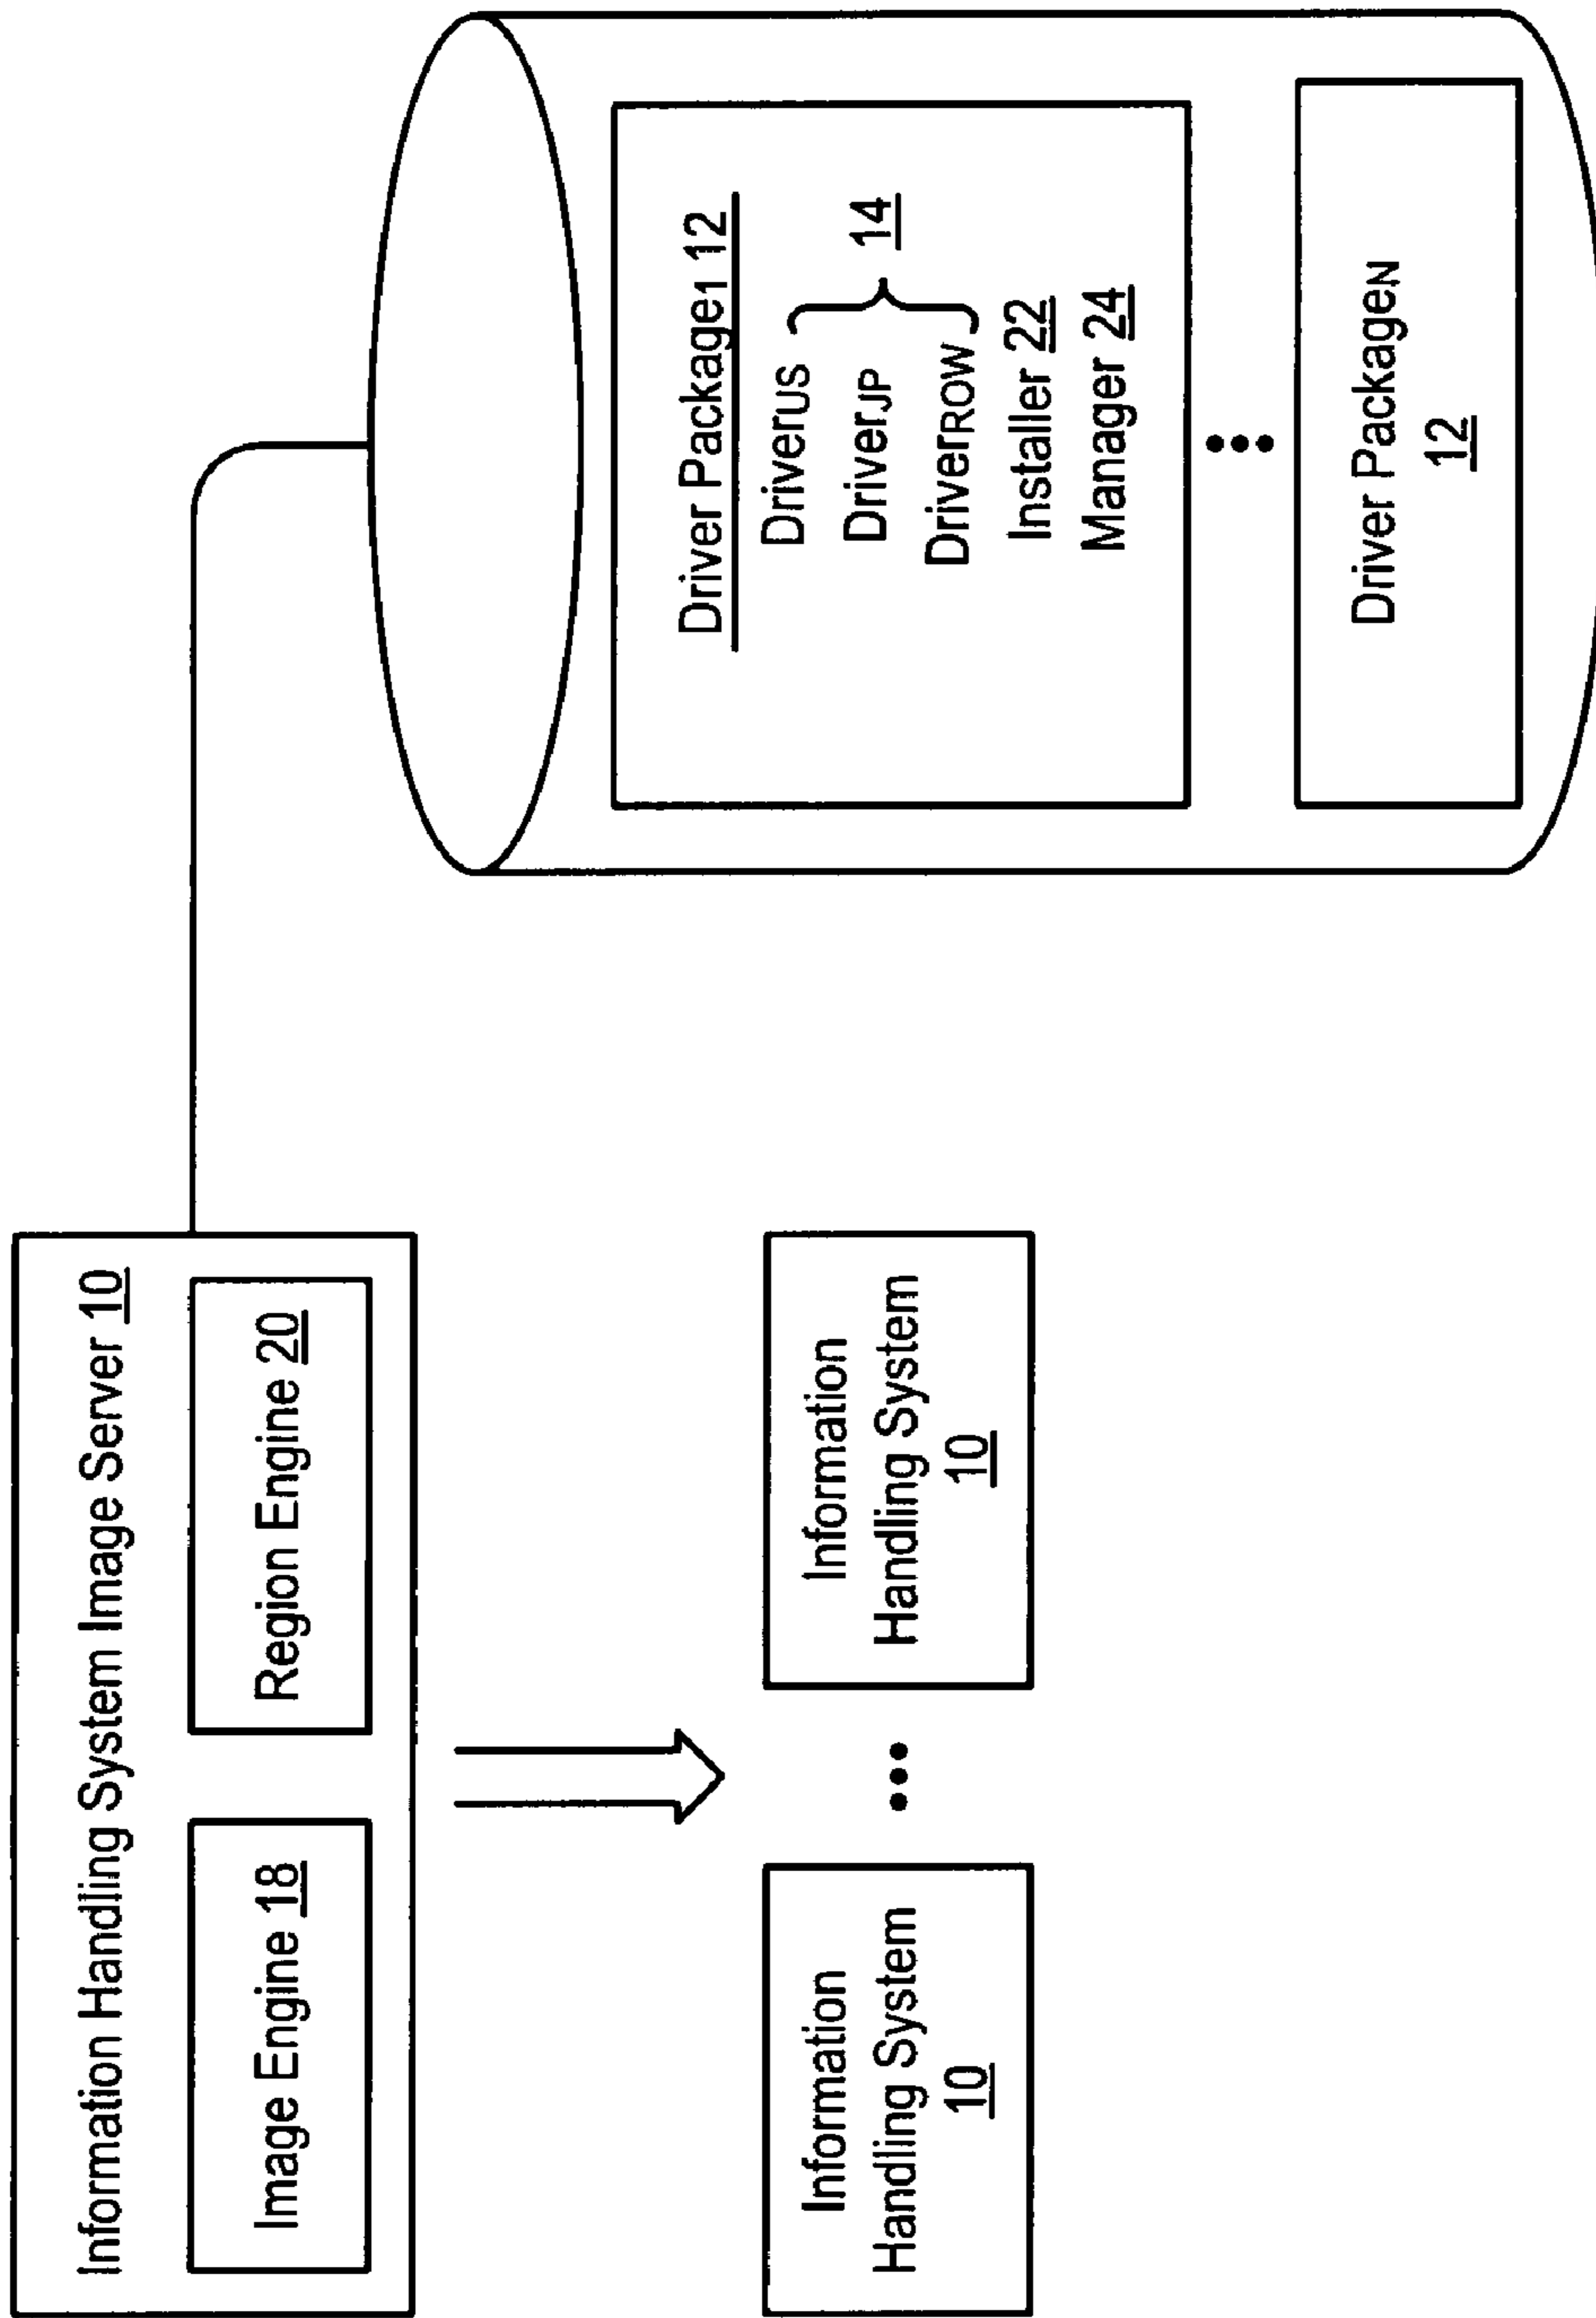 Information Handling System Image Server 10
Image Engine 18
Region Engine 20
Information
Handling System
10
Information
Handling System
10
Driver Package1 12
DriverUS
DriverJP
DriverROW
14
Installer 22
Manager 24
Driver PackageN
12